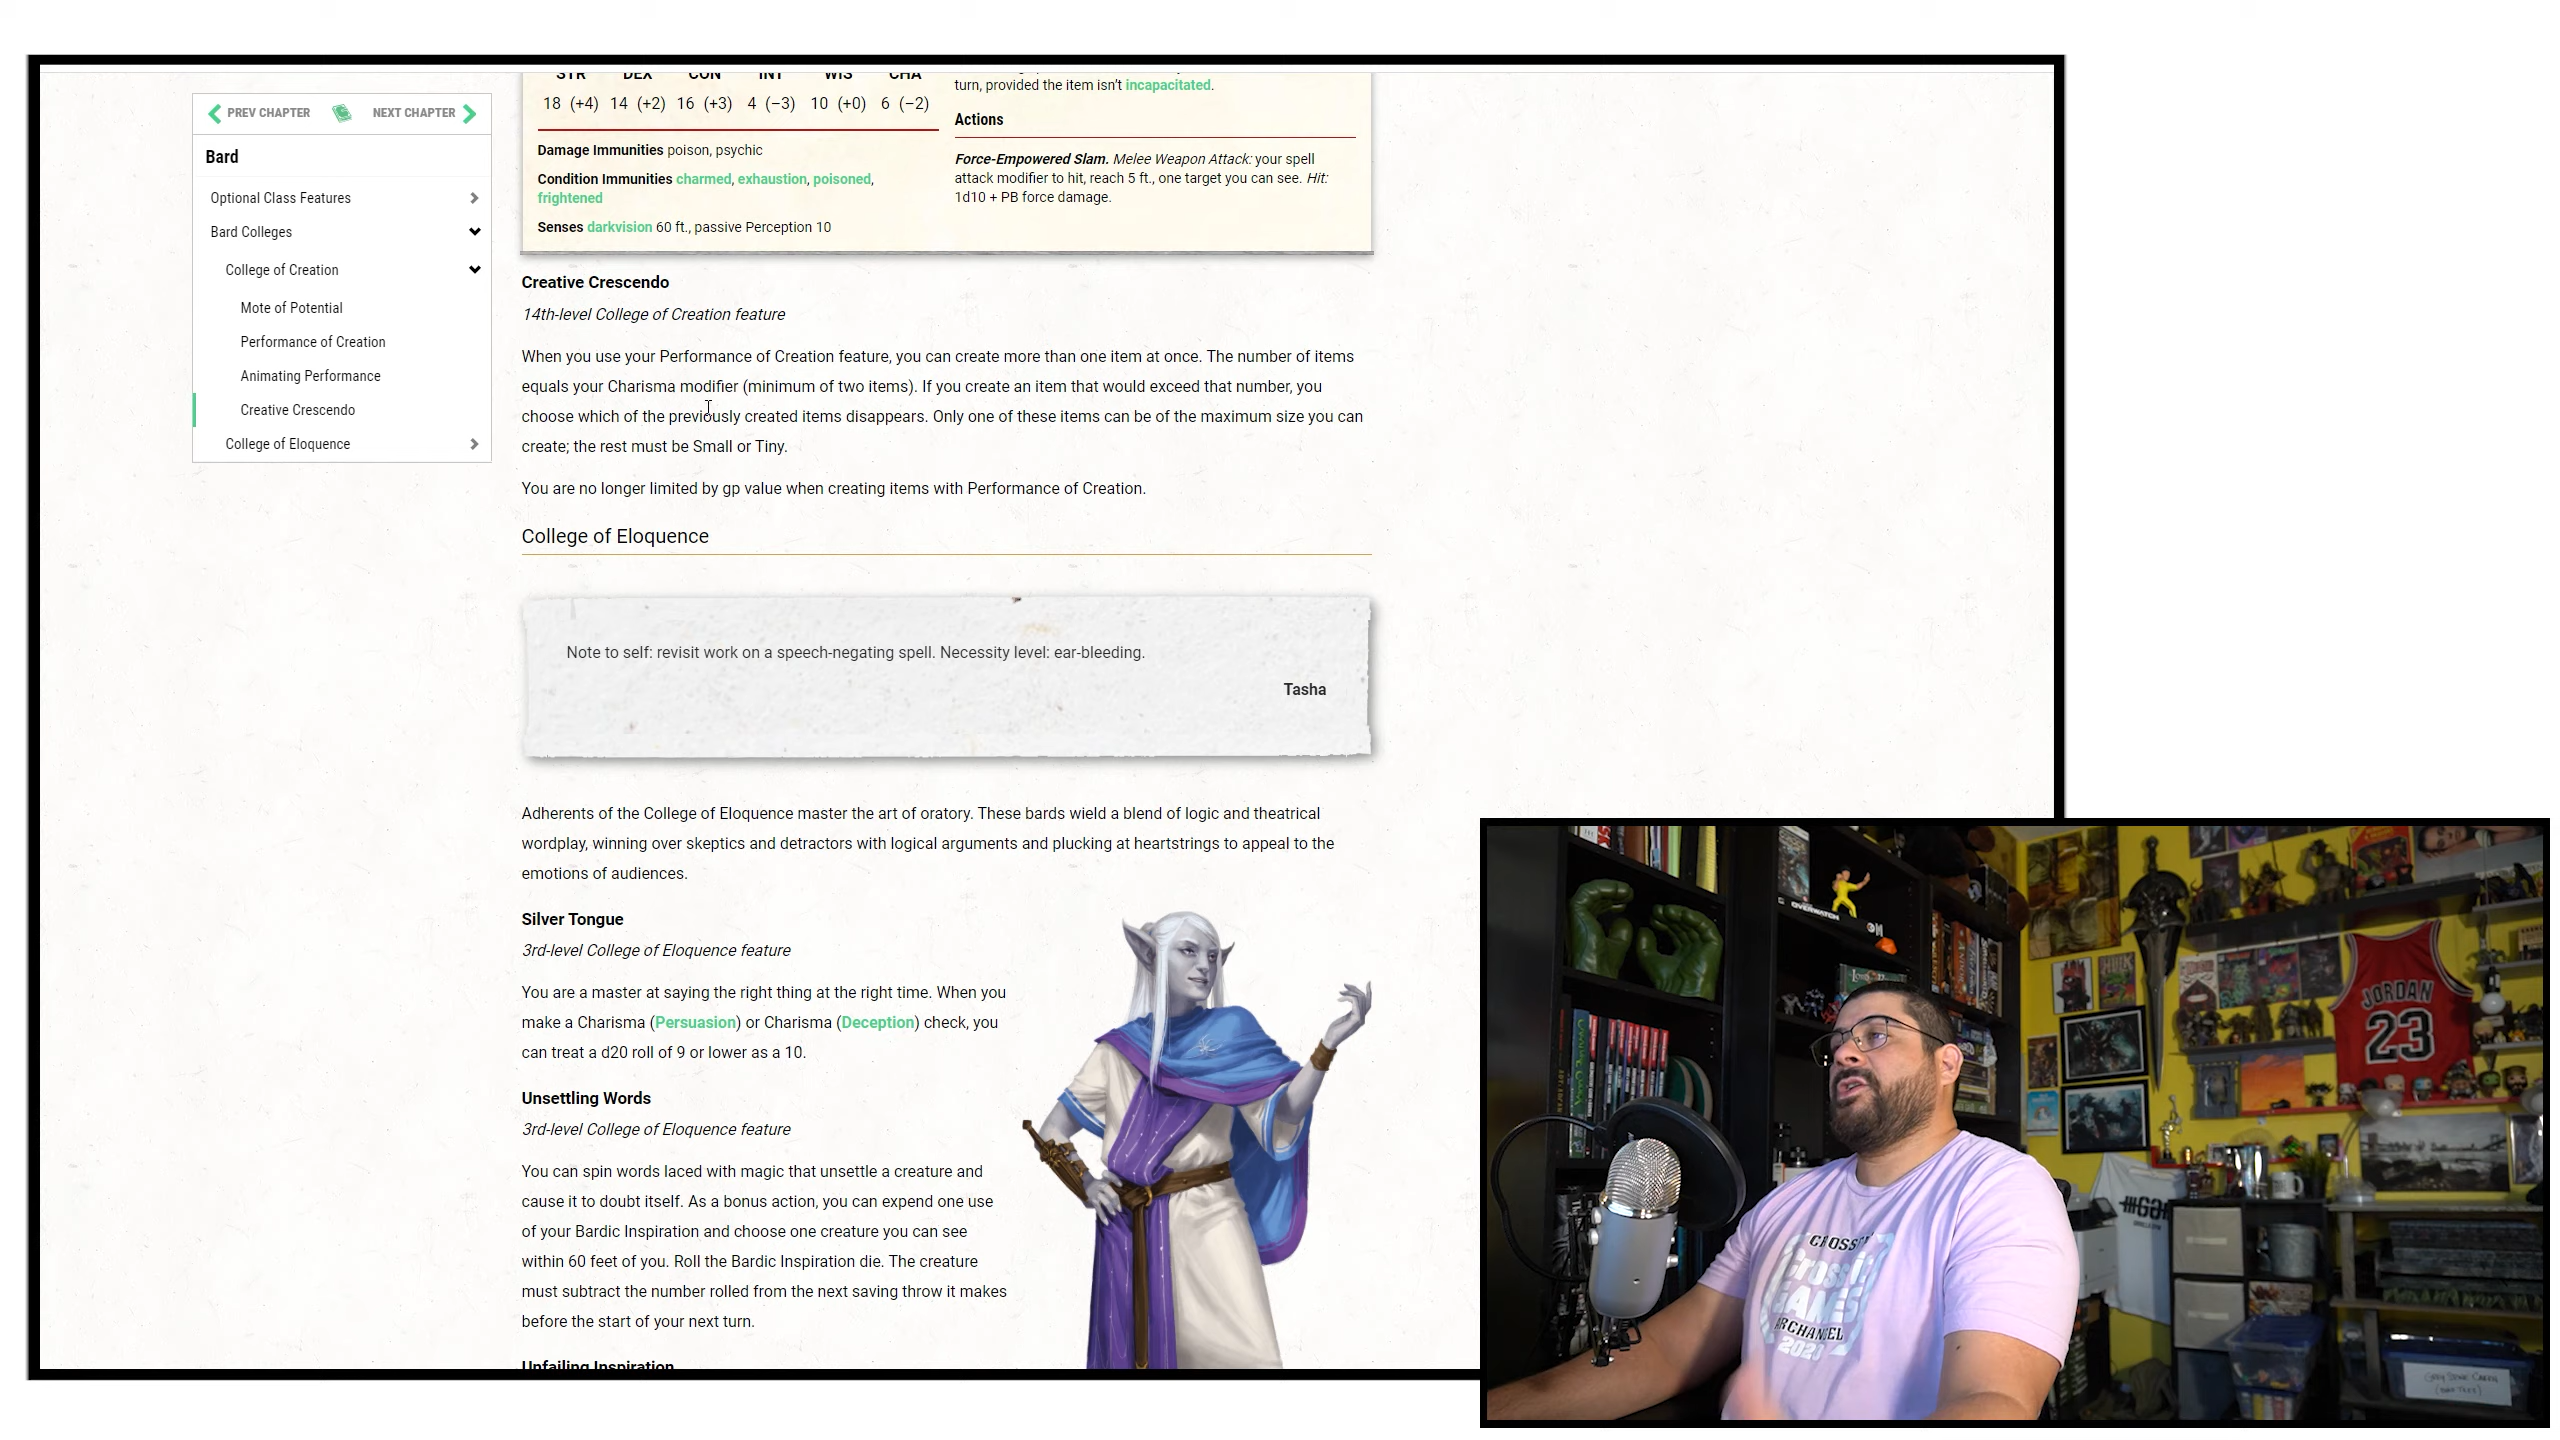 PREV CHAPTER
NEXT CHAPTER
Bard
Optional Class Features
Bard Colleges
College of Creation
Mote of Potential
Performance of Creation
Animating Performance
Creative Crescendo
College of Eloquence
STR DEX CON INT WIS CHA
18 (+4) 14 (+2) 16 (+3) 4 (−3) 10 (+0) 6 (−2)
Damage Immunities poison, psychic
Condition Immunities charmed, exhaustion, poisoned,
frightened
Senses darkvision 60 ft., passive Perception 10
turn, provided the item isn't incapacitated.
Actions
Force-Empowered Slam. Melee Weapon Attack: your spell
attack modifier to hit, reach 5 ft., one target you can see. Hit:
1d10 + PB force damage.
Creative Crescendo
14th-level College of Creation feature
When you use your Performance of Creation feature, you can create more than one item at once. The number of items
equals your Charisma modifier (minimum of two items). If you create an item that would exceed that number, you
choose which of the previously created items disappears. Only one of these items can be of the maximum size you can
create; the rest must be Small or Tiny.
You are no longer limited by gp value when creating items with Performance of Creation.
College of Eloquence
Note to self: revisit work on a speech-negating spell. Necessity level: ear-bleeding.
Tasha
Adherents of the College of Eloquence master the art of oratory. These bards wield a blend of logic and theatrical
wordplay, winning over skeptics and detractors with logical arguments and plucking at heartstrings to appeal to the
emotions of audiences.
Silver Tongue
3rd-level College of Eloquence feature
You are a master at saying the right thing at the right time. When you
make a Charisma (Persuasion) or Charisma (Deception) check, you
can treat a d20 roll of 9 or lower as a 10.
Unsettling Words
3rd-level College of Eloquence feature
You can spin words laced with magic that unsettle a creature and
cause it to doubt itself. As a bonus action, you can expend one use
of your Bardic Inspiration and choose one creature you can see
within 60 feet of you. Roll the Bardic Inspiration die. The creature
must subtract the number rolled from the next saving throw it makes
before the start of your next turn.
Unfailing Inspiration
OVERWATCH
JORDAN
23
GAMES
ARCHANGEL
2020